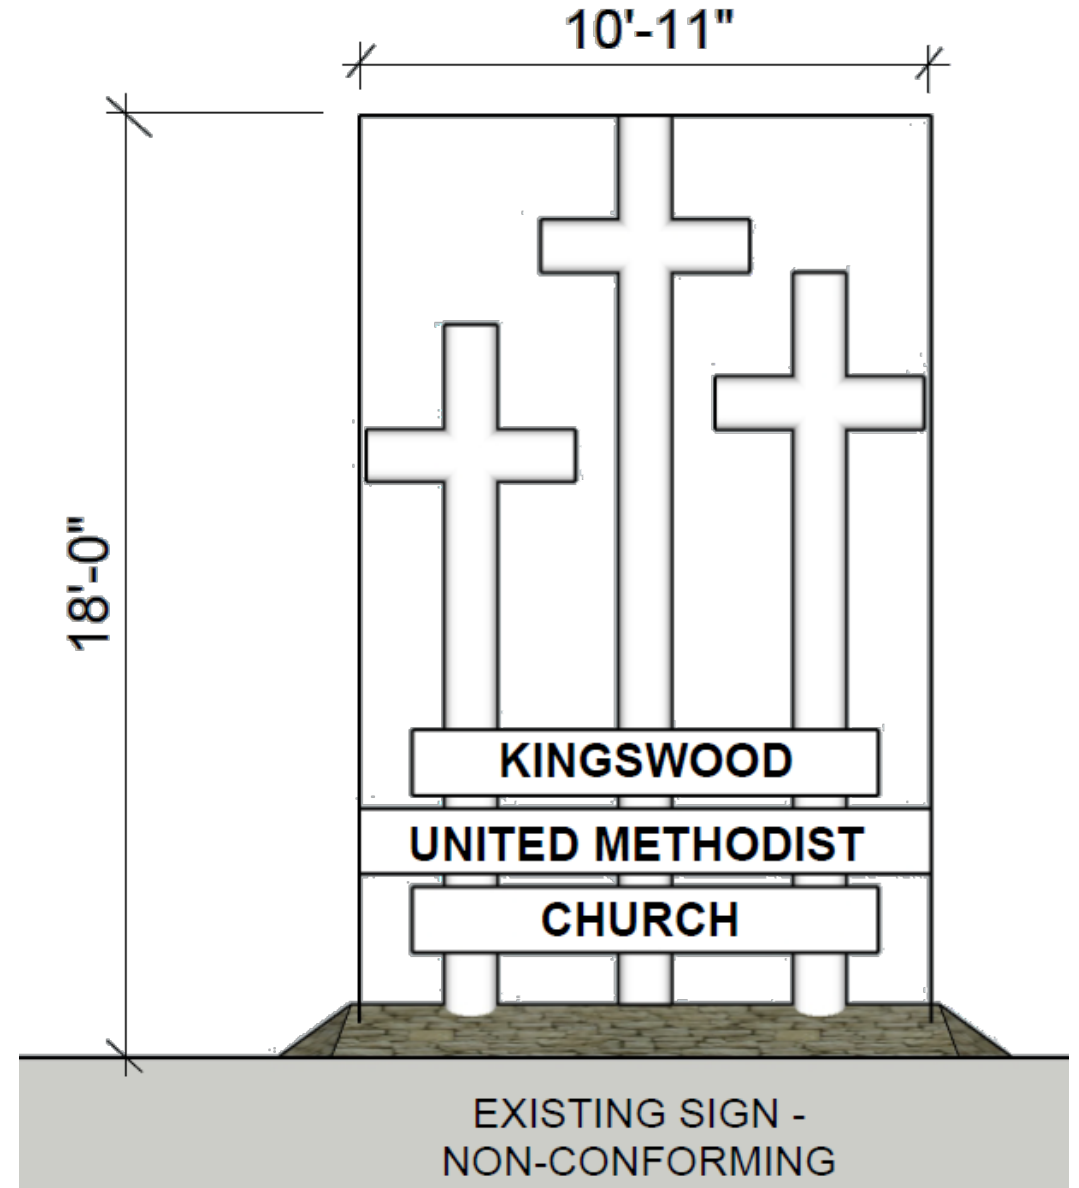 10'-11"
18'-0"
KINGSWOOD
UNITED METHODIST
CHURCH
EXISTING SIGN -
NON-CONFORMING